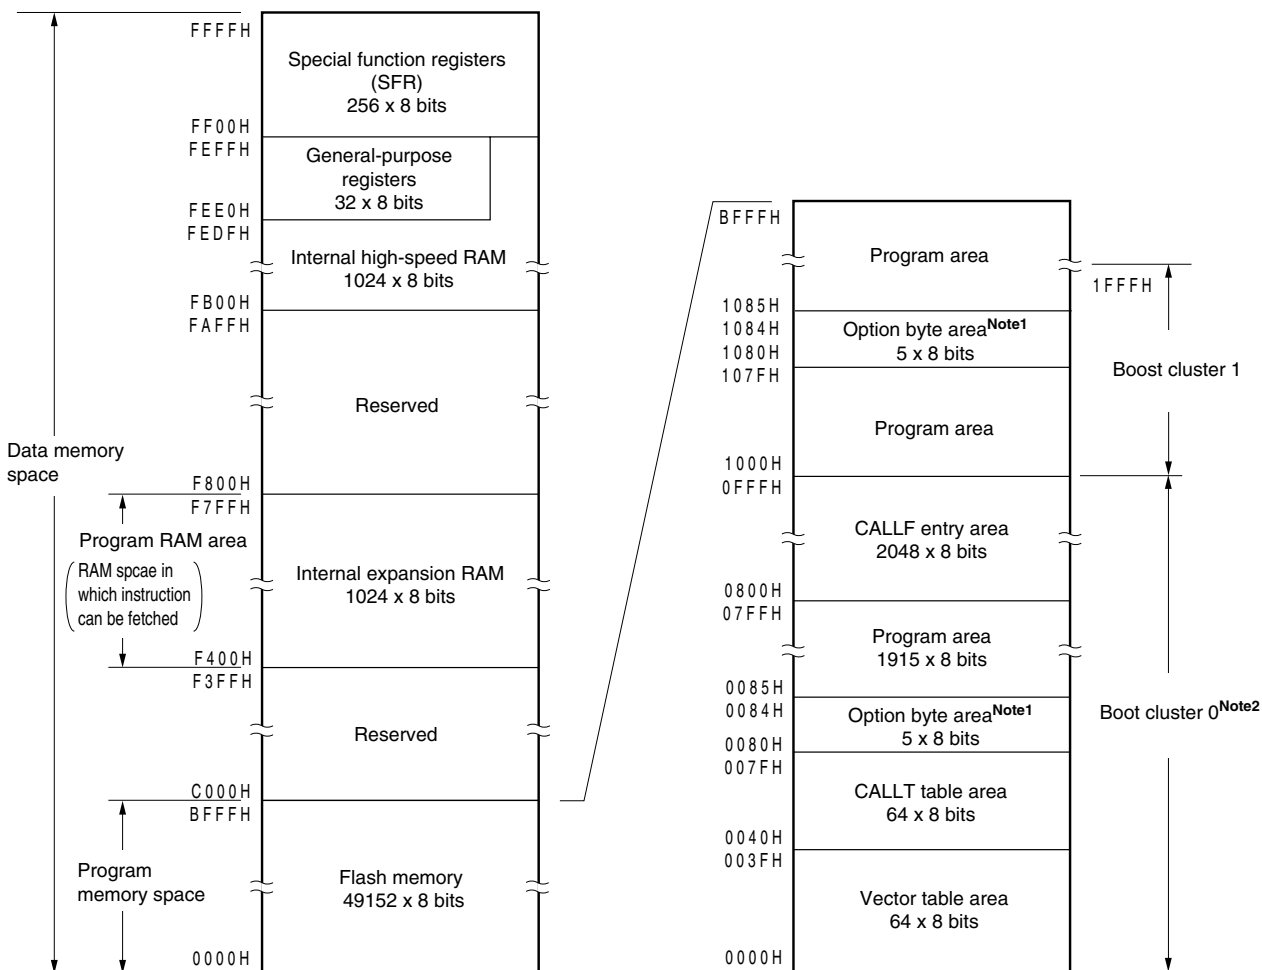 FFFFH
Special function registers
(SFR)
256 x 8 bits
FF00H
FEFFH
General-purpose
registers
32 x 8 bits
FEE0H
FEDFH
Internal high-speed RAM
1024 x 8 bits
FB00H
FAFFH
Reserved
Data memory
space
F800H
F7FFH
Program RAM area
RAM spcae in
which instruction
can be fetched
Internal expansion RAM
1024 x 8 bits
F400H
F3FFH
Reserved
C000H
BFFFH
Program
memory space
Flash memory
49152 x 8 bits
0000H
BFFFH
Program area
1FFFH
1085H
1084H
Option byte area Note1
5 x 8 bits
1080H
107FH
Boost cluster 1
Program area
1000H
0FFFH
CALLF entry area
2048 x 8 bits
0800H
07FFH
Program area
1915 x 8 bits
0085H
0084H
Option byte area Note1
5 x 8 bits
Boot cluster 0 Note2
0080H
007FH
CALLT table area
64 x 8 bits
0040H
003FH
Vector table area
64 x 8 bits
0000H